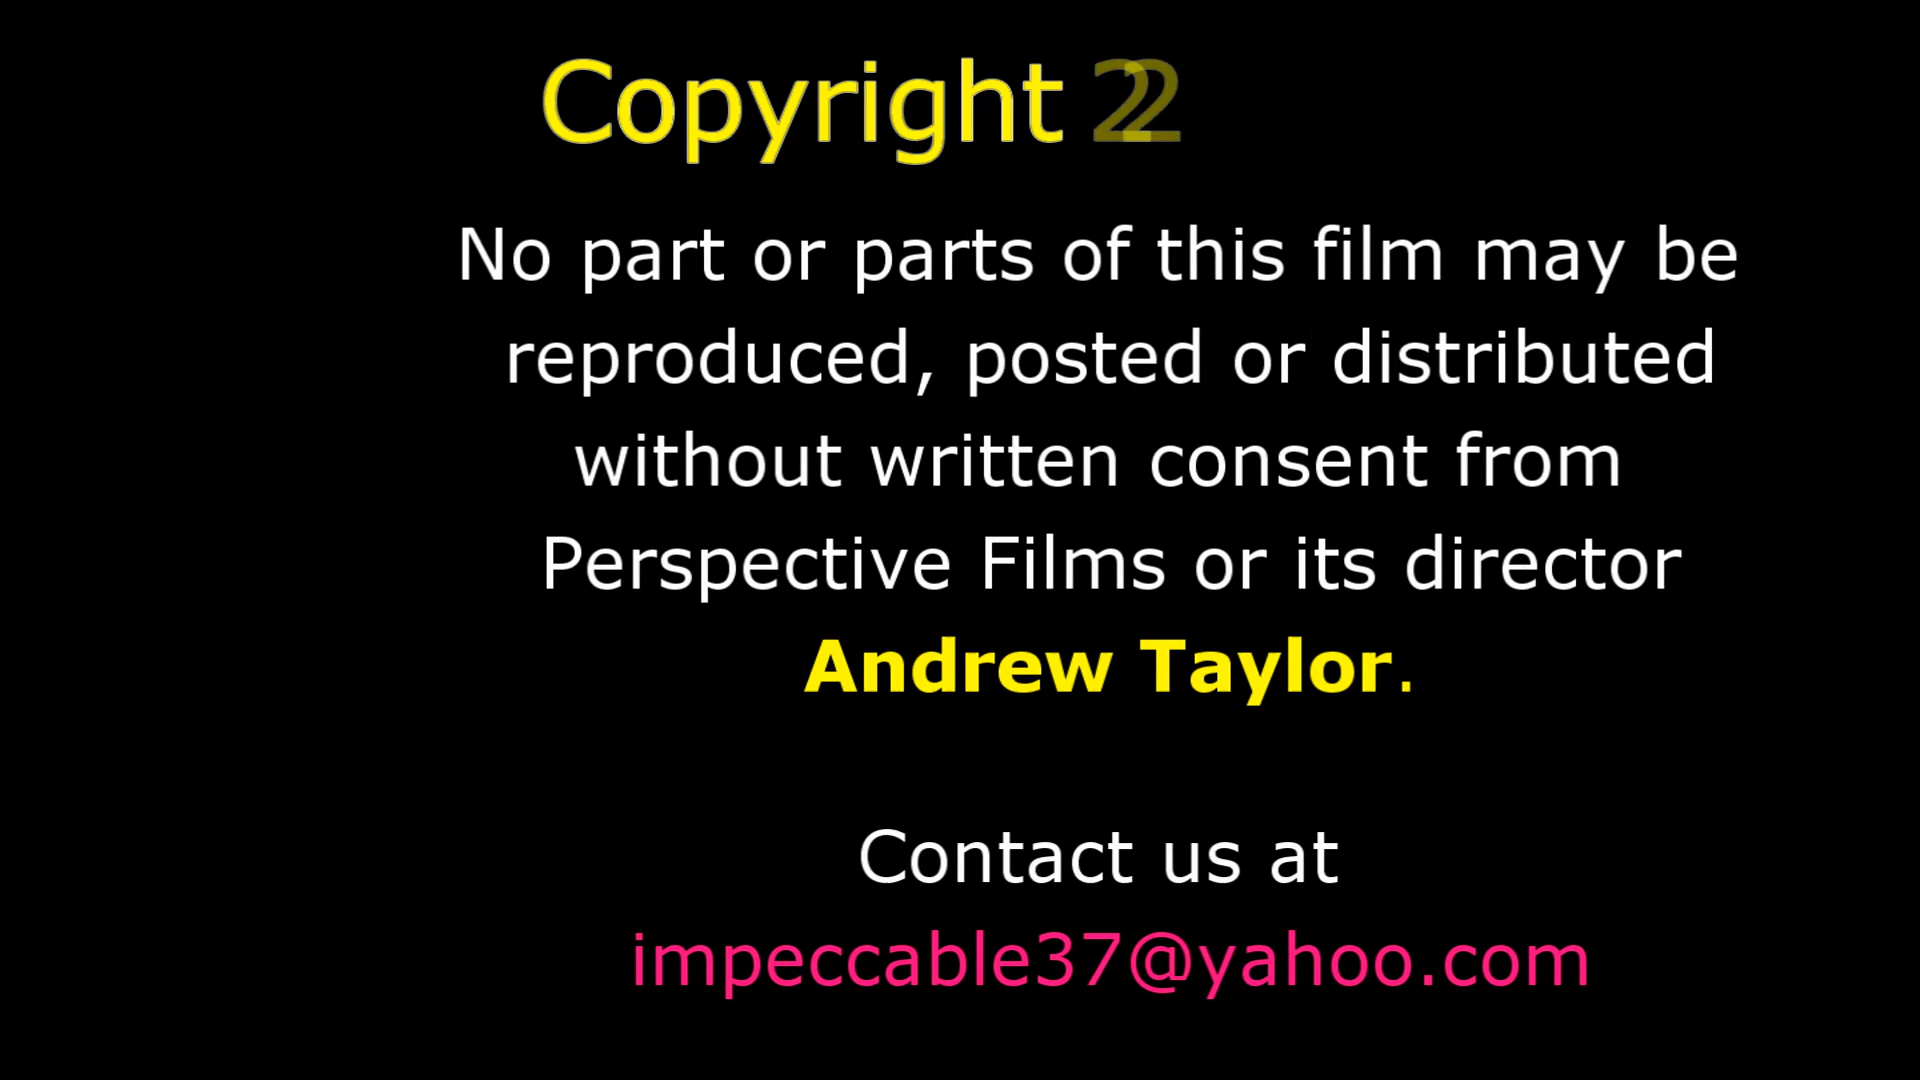 Copyright 2
No part or parts of this film may be
reproduced, posted or distributed
without written consent from
Perspective Films or its director
Andrew Taylor.
Contact us at
impeccable37@yahoo.com